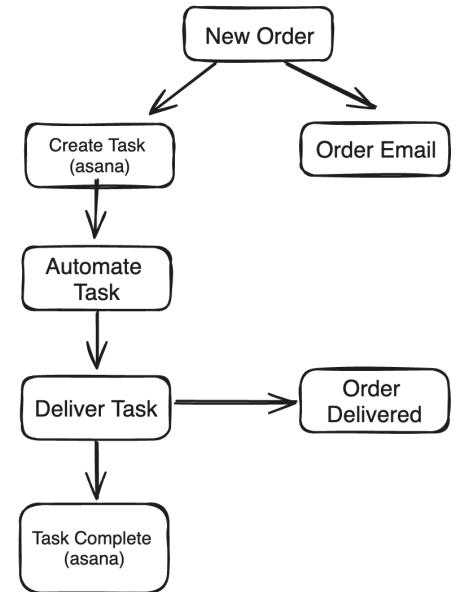 New Order
Create Task
(asana)
Order Email
Automate
Task
Deliver Task
Order
Delivered
Task Complete
(asana)